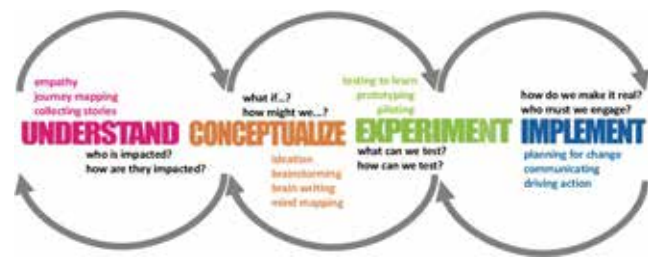 empathy
journey mapping
collecting stories
UNDERSTAND
who is impacted?
how are they impacted?
what if...?
how might we...?
CONCEPTUALIZE
ideation
brainstorming
brain writing
mind mapping
testing to learn
prototyping
piloting
EXPERIMENT
what can we test?
how can we test?
how do we make it real?
who must we engage?
IMPLEMENT
planning for change
communicating
driving action